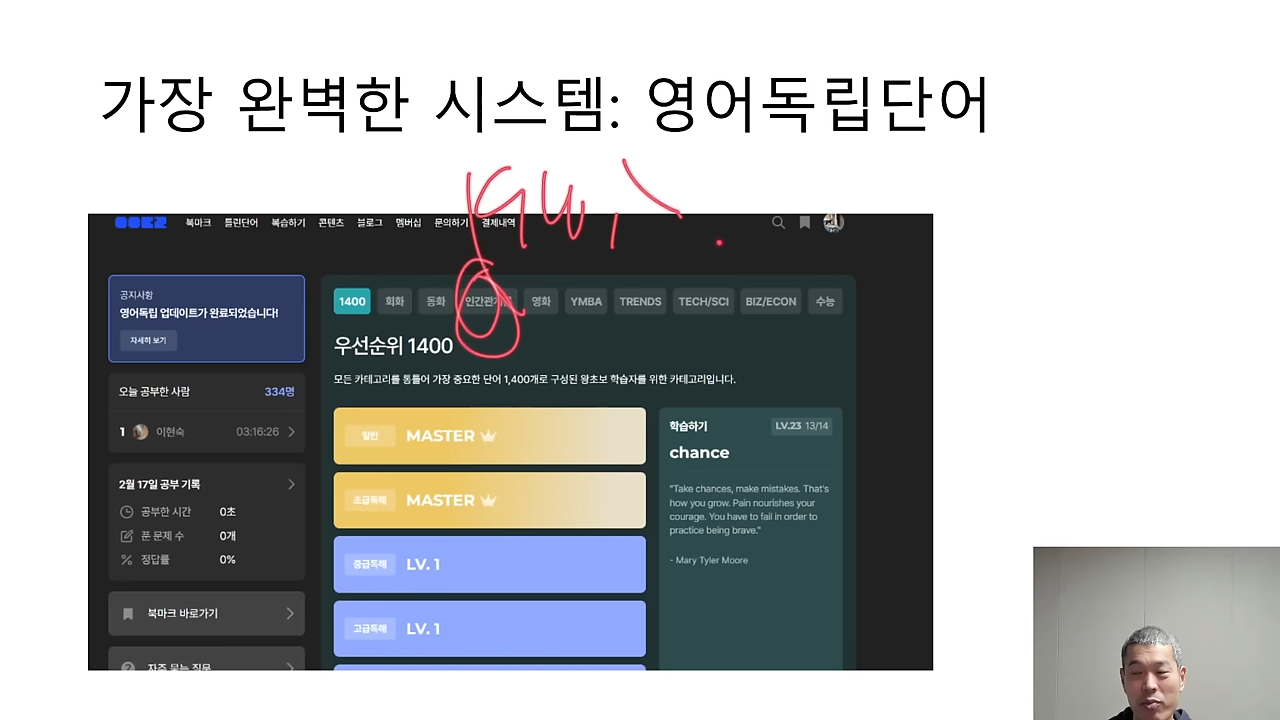 가장 완벽한 시스템: 영어독립단어
북마크 틀린단어 복습하기 콘텐츠 블로그 멤버십 문의하기 결제내역
공지사항
영어독립 업데이트가 완료되었습니다!
자세히 보기
오늘 공부한 사람 334명
1 이현숙 03:16:26
2월 17일 공부 기록
공부한 시간 0초
푼 문제 수 0개
정답률 0%
북마크 바로가기
자주 묻는 질문
1400 회화 동화 영화 YMBA TRENDS TECH/SCI BIZ/ECON 수능
우선순위 1400
모든 카테고리를 통틀어 가장 중요한 단어 1,400개로 구성된 왕초보 학습자를 위한 카테고리입니다.
일반 MASTER
초급독해 MASTER
중급독해 LV. 1
고급독해 LV. 1
학습하기 LV.23 13/14
chance
"Take chances, make mistakes. That's
how you grow. Pain nourishes your
courage. You have to fail in order to
practice being brave."
- Mary Tyler Moore